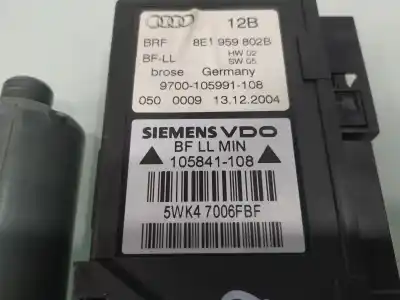 Audi
12B
BRF 8E1 959 802B
BF-LL HW 02
SW 05
brose Germany
9700-105991-108
050 0009 13.12.2004
SIEMENS VDO
BF LL MIN
105841-108
5WK4 7006FBF